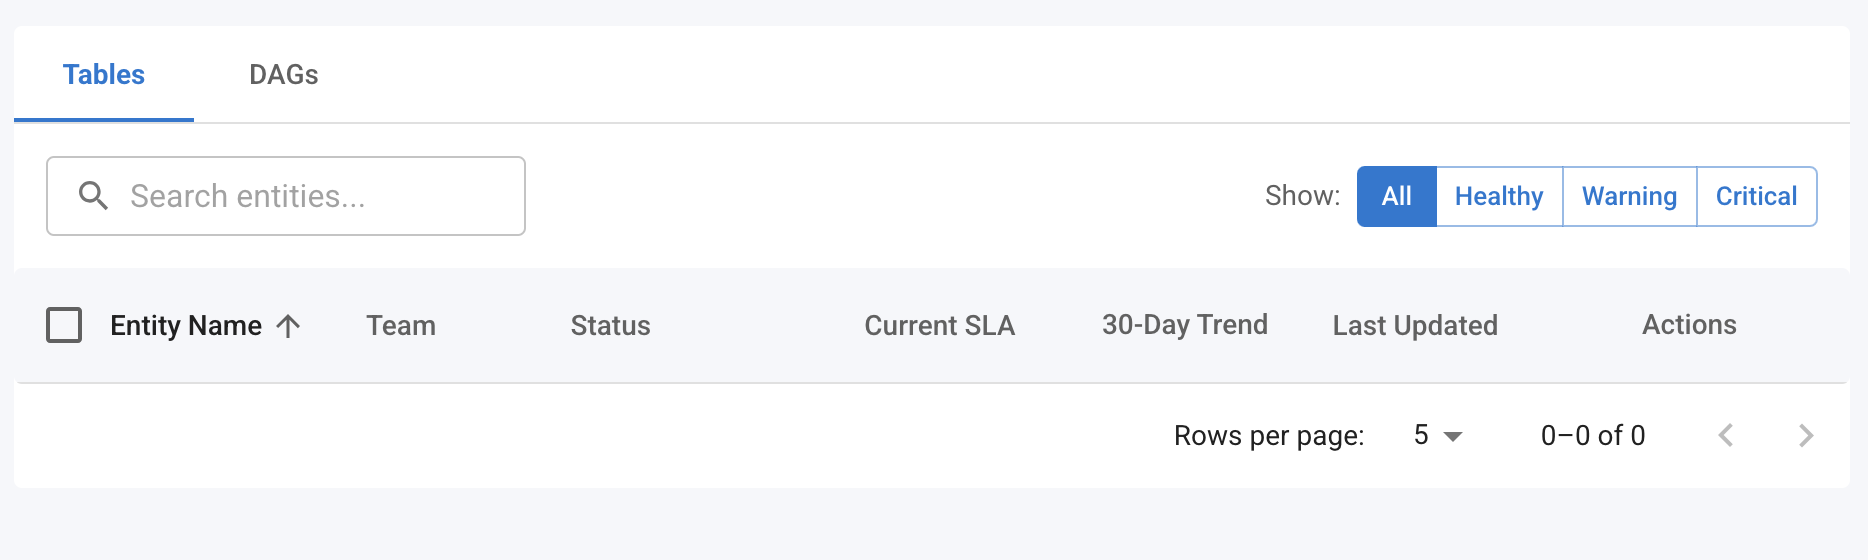 Tables DAGs
Search entities... Show: All Healthy Warning Critical
Entity Name Team Status Current SLA 30-Day Trend Last Updated Actions
Rows per page: 5 0–0 of 0